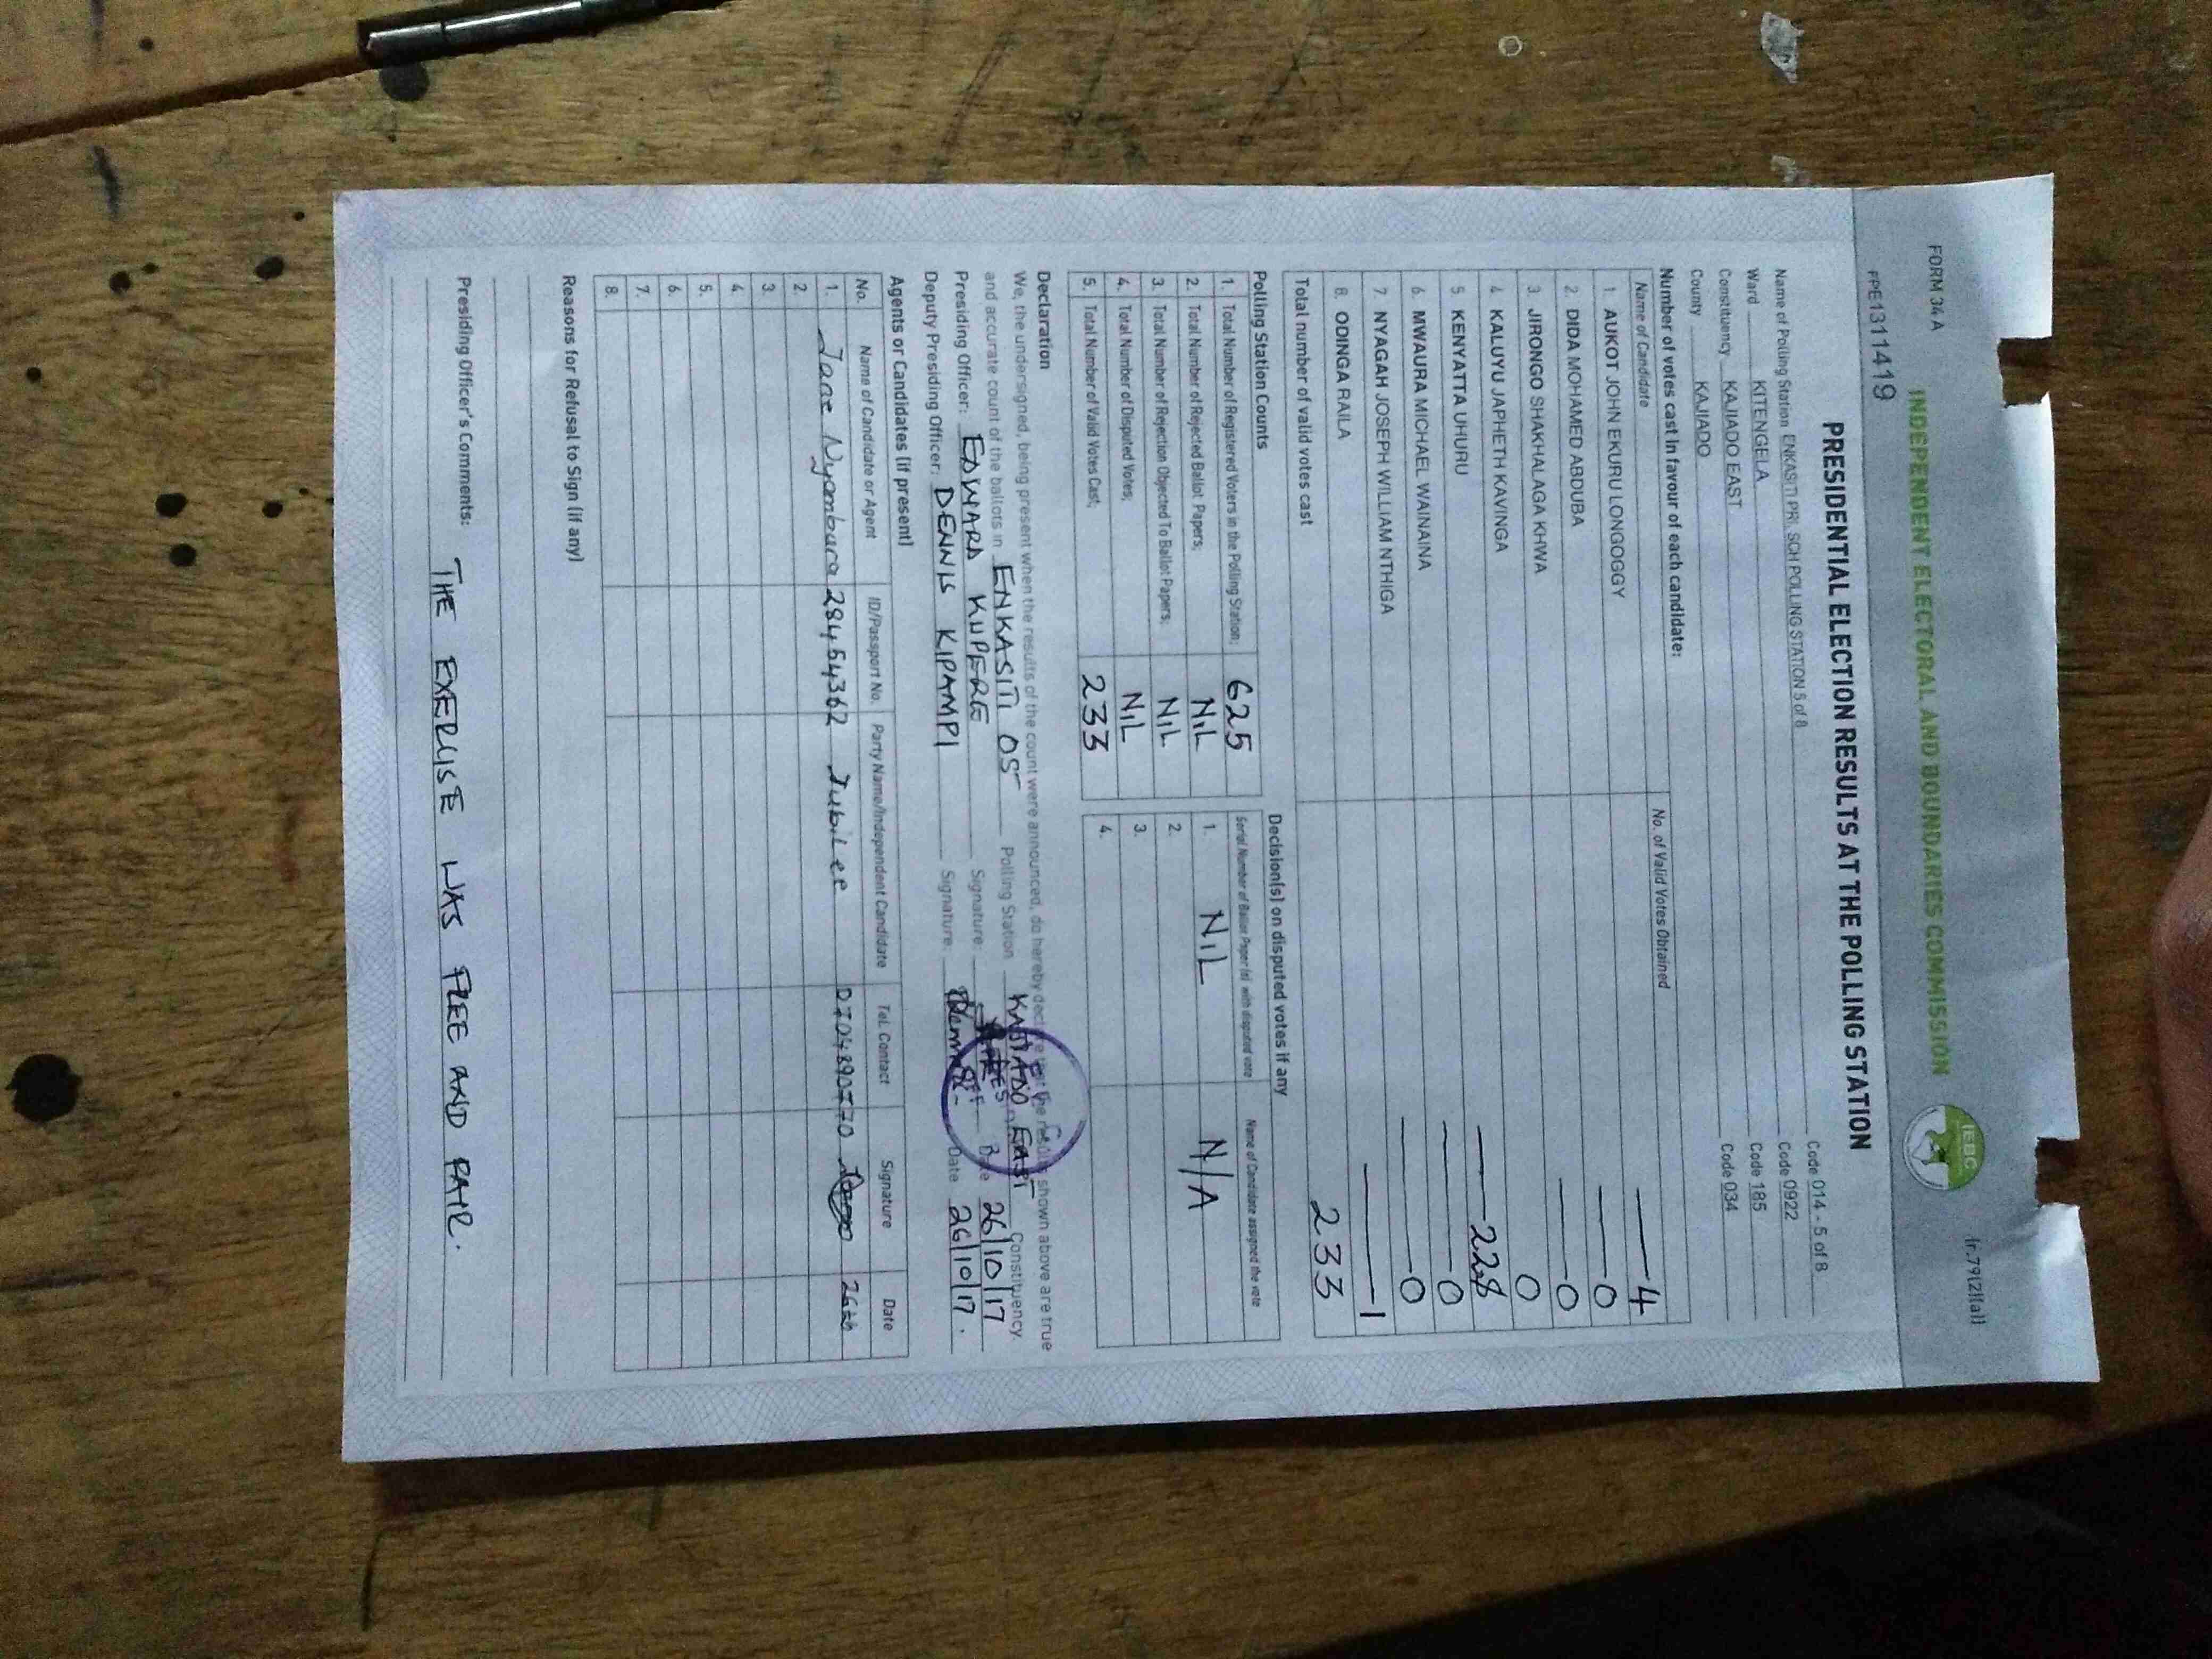 FORM 34 A
(r.79(2)(a))
INDEPENDENT ELECTORAL AND BOUNDARIES COMMISSION
IEBC
PPE1311419
PRESIDENTIAL ELECTION RESULTS AT THE POLLING STATION
Name of Polling Station ENKASITI PRI. SCH POLLING STATION 5 of 8 Code 014 - 5 of 8
Ward KITENGELA Code 0922
Constituency KAJIADO EAST Code 185
County KAJIADO Code 034
Number of votes cast in favour of each candidate:
Name of Candidate No. of Valid Votes Obtained
1. AUKOT JOHN EKURU LONGOGGY 4
2. DIDA MOHAMED ABDUBA 0
3. JIRONGO SHAKHALAGA KHWA 0
4. KALUYU JAPHETH KAVINGA 0
5. KENYATTA UHURU 228
6. MWAURA MICHAEL WAINAINA 0
7. NYAGAH JOSEPH WILLIAM NTHIGA 0
8. ODINGA RAILA 1
Total number of valid votes cast 233
Polling Station Counts
1. Total Number of Registered Voters in the Polling Station; 625
2. Total Number of Rejected Ballot Papers; NIL
3. Total Number of Rejection Objected To Ballot Papers; NIL
4. Total Number of Disputed Votes; NIL
5. Total Number of Valid Votes Cast; 233
Decision(s) on disputed votes if any
Serial Number of Ballot Paper (s) with disputed vote Name of Candidate assigned the vote
1. NIL N/A
2.
3.
4.
Declaration
We, the undersigned, being present when the results of the count were announced, do hereby declare that the results shown above are true
and accurate count of the ballots in ENKASITI 05 Polling Station KAJIADO EAST Constituency.
Presiding Officer: EDWARD KUPERE Signature: Date 26/10/17
Deputy Presiding Officer: DENNIS KIPAMPI Signature. Date 26/10/17.
Agents or Candidates (if present)
No. Name of Candidate or Agent ID/Passport No. Party Name/Independent Candidate Tel. Contact Signature Date
1. Jane Nyambura 28464362 Jubilee 0704890770 26th
2.
3.
4.
5.
6.
7.
8.
Reasons for Refusal to Sign (if any)
Presiding Officer's Comments: THE EXERCISE WAS FREE AND FAIR.